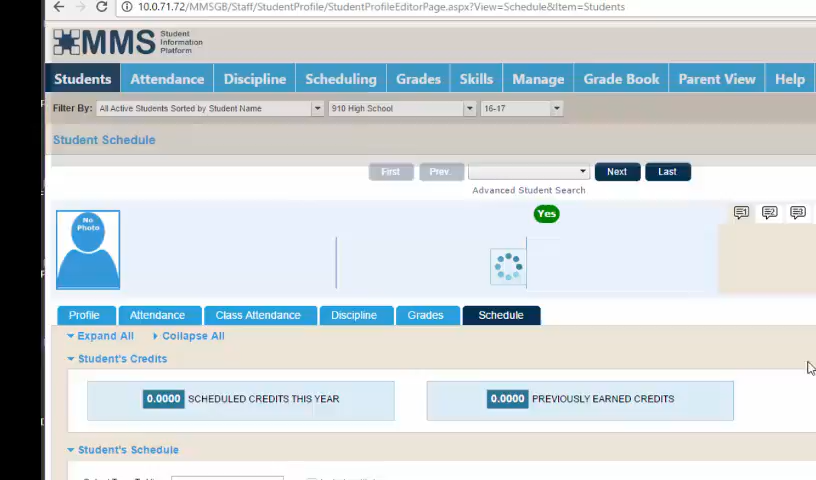 10.0.71.72/MMSGB/Staff/StudentProfile/StudentProfileEditorPage.aspx?View=Schedule&Item=Students
MMS Student Information Platform
Students Attendance Discipline Scheduling Grades Skills Manage Grade Book Parent View Help
Filter By: All Active Students Sorted by Student Name 910 High School 16-17
Student Schedule
First Prev. Next Last
Advanced Student Search
Yes
1 2 3
No Photo
Profile Attendance Class Attendance Discipline Grades Schedule
Expand All Collapse All
Student's Credits
0.0000 SCHEDULED CREDITS THIS YEAR 0.0000 PREVIOUSLY EARNED CREDITS
Student's Schedule